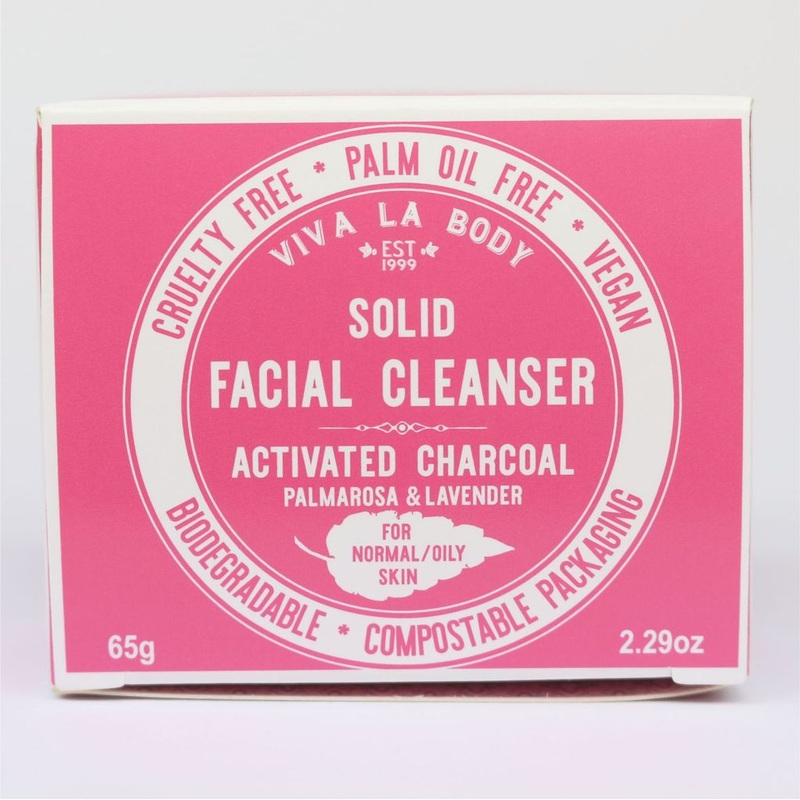 CRUELTY FREE * PALM OIL FREE * VEGAN
VIVA LA BODY
EST
1999
SOLID
FACIAL CLEANSER
ACTIVATED CHARCOAL
PALMAROSA & LAVENDER
FOR
NORMAL/OILY
SKIN
BIODEGRADABLE * COMPOSTABLE PACKAGING
65g
2.29oz